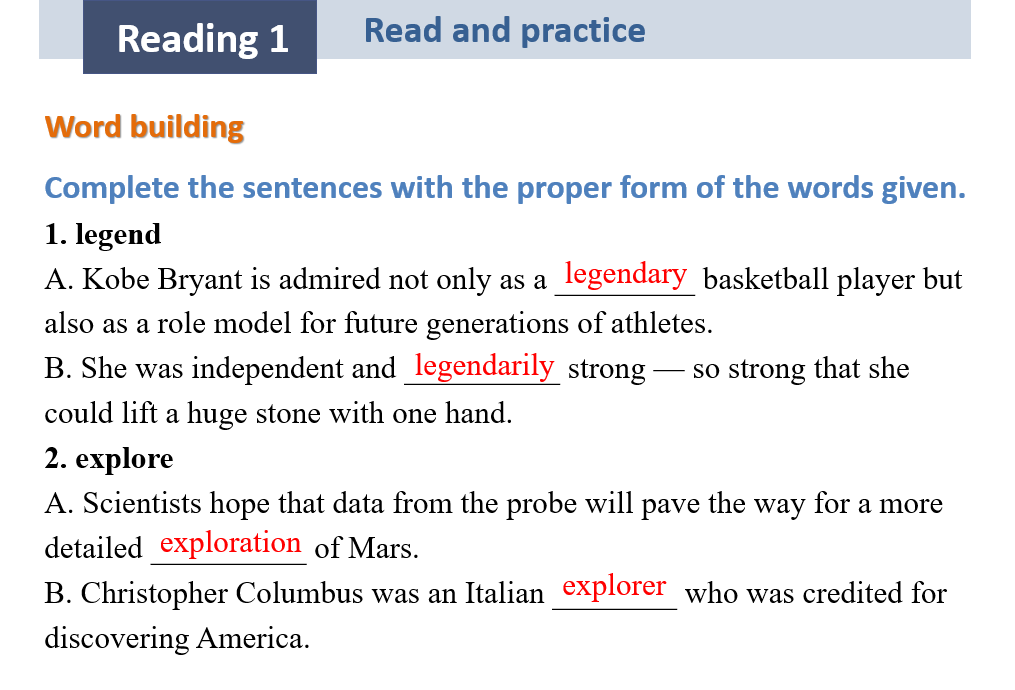 Reading 1
Read and practice
Word building
Complete the sentences with the proper form of the words given.
1. legend
A. Kobe Bryant is admired not only as a legendary basketball player but
also as a role model for future generations of athletes.
B. She was independent and legendarily strong — so strong that she
could lift a huge stone with one hand.
2. explore
A. Scientists hope that data from the probe will pave the way for a more
detailed exploration of Mars.
B. Christopher Columbus was an Italian explorer who was credited for
discovering America.